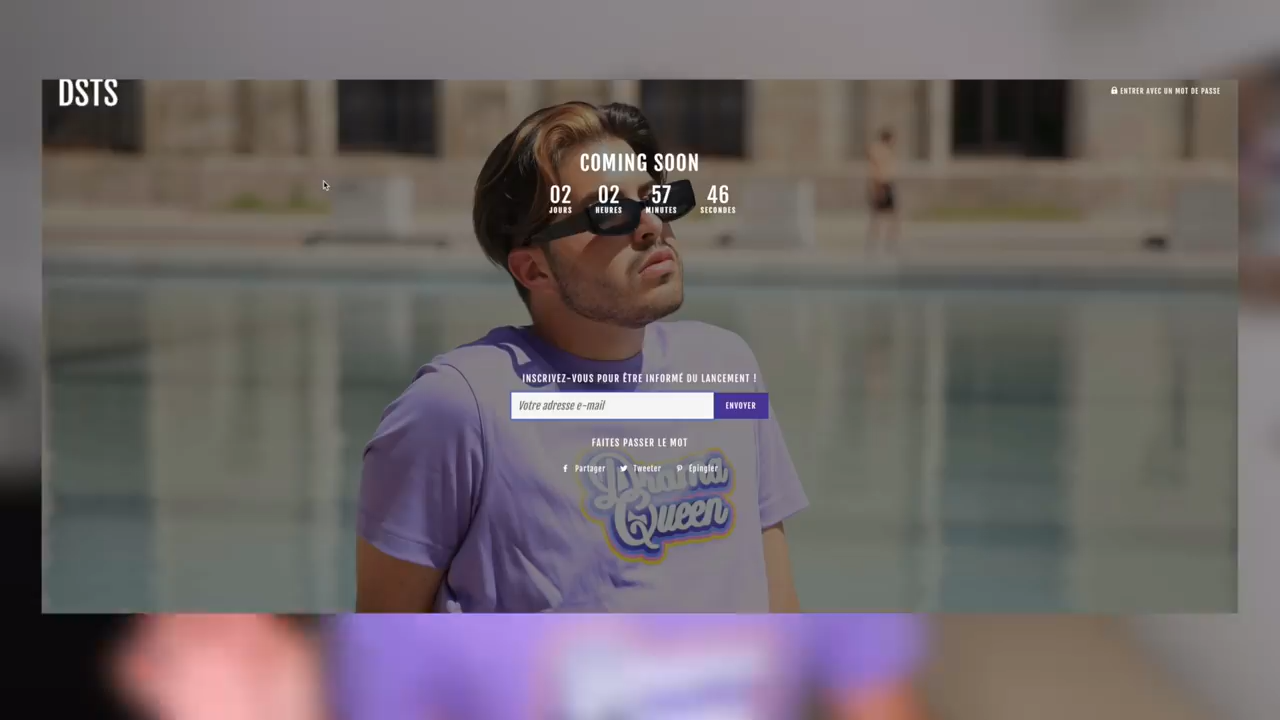 DSTS
ENTRER AVEC UN MOT DE PASSE
COMING SOON
02 02 57 46
JOURS HEURES MINUTES SECONDES
INSCRIVEZ-VOUS POUR ÊTRE INFORMÉ DU LANCEMENT !
Votre adresse e-mail ENVOYER
FAITES PASSER LE MOT
Partager Tweeter Épingler
Drama
Queen